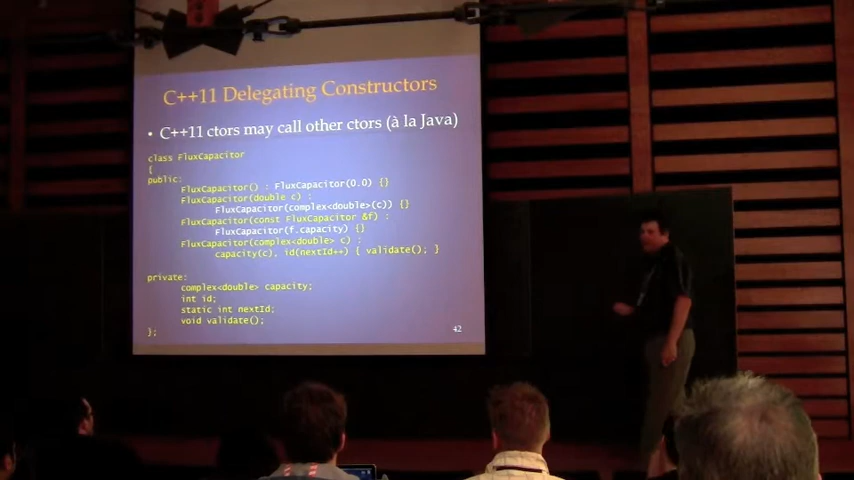 C++11 Delegating Constructors
• C++11 ctors may call other ctors (à la Java)
class FluxCapacitor
{
public:
FluxCapacitor() : FluxCapacitor(0.0) {}
FluxCapacitor(double c) :
FluxCapacitor(complex<double>(c)) {}
FluxCapacitor(const FluxCapacitor &f) :
FluxCapacitor(f.capacity) {}
FluxCapacitor(complex<double> c) :
capacity(c), id(nextId++) { validate(); }
private:
complex<double> capacity;
int id;
static int nextId;
void validate();
};
42